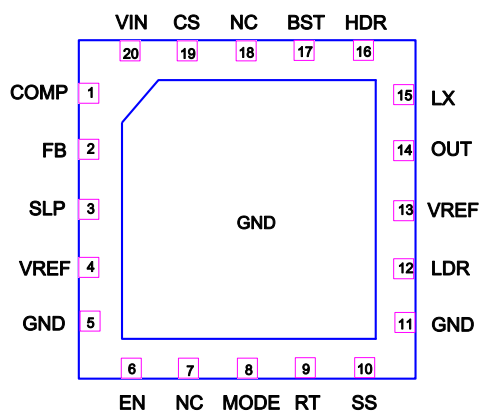 VIN CS NC BST HDR
20 19 18 17 16
COMP 1 15 LX
FB 2 14 OUT
SLP 3 13 VREF
GND
VREF 4 12 LDR
GND 5 11 GND
6 7 8 9 10
EN NC MODE RT SS